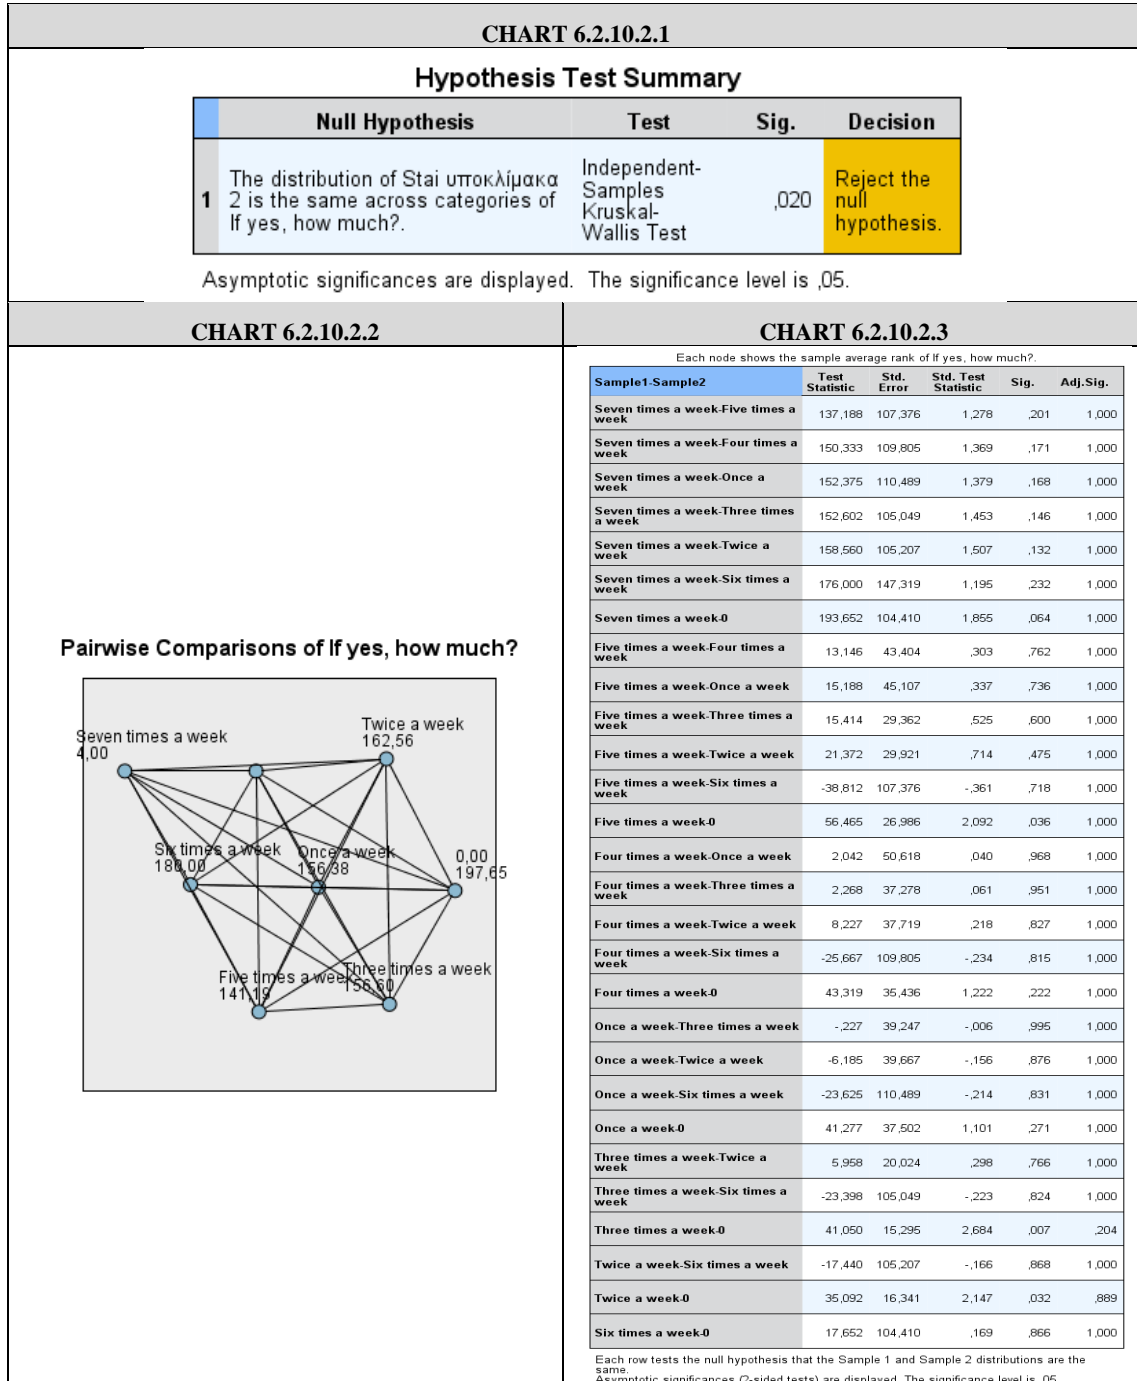 CHART 6.2.10.2.1
Hypothesis Test Summary
Null Hypothesis Test Sig. Decision
1 The distribution of Stai υποκλίμακα 2 is the same across categories of If yes, how much?. Independent-Samples Kruskal-Wallis Test ,020 Reject the null hypothesis.
Asymptotic significances are displayed. The significance level is ,05.
CHART 6.2.10.2.2
Pairwise Comparisons of If yes, how much?
Seven times a week
4,00
Twice a week
162,56
Six times a week
180,00
Once a week
156,38
0,00
197,65
Five times a week
141,19
Three times a week
156,60
CHART 6.2.10.2.3
Each node shows the sample average rank of If yes, how much?.
Sample1-Sample2 Test Statistic Std. Error Std. Test Statistic Sig. Adj.Sig.
Seven times a week-Five times a week 137,188 107,376 1,278 ,201 1,000
Seven times a week-Four times a week 150,333 109,805 1,369 ,171 1,000
Seven times a week-Once a week 152,375 110,489 1,379 ,168 1,000
Seven times a week-Three times a week 152,602 105,049 1,453 ,146 1,000
Seven times a week-Twice a week 158,560 105,207 1,507 ,132 1,000
Seven times a week-Six times a week 176,000 147,319 1,195 ,232 1,000
Seven times a week-0 193,652 104,410 1,855 ,064 1,000
Five times a week-Four times a week 13,146 43,404 ,303 ,762 1,000
Five times a week-Once a week 15,188 45,107 ,337 ,736 1,000
Five times a week-Three times a week 15,414 29,362 ,525 ,600 1,000
Five times a week-Twice a week 21,372 29,921 ,714 ,475 1,000
Five times a week-Six times a week -38,812 107,376 -,361 ,718 1,000
Five times a week-0 56,465 26,986 2,092 ,036 1,000
Four times a week-Once a week 2,042 50,618 ,040 ,968 1,000
Four times a week-Three times a week 2,268 37,278 ,061 ,951 1,000
Four times a week-Twice a week 8,227 37,719 ,218 ,827 1,000
Four times a week-Six times a week -25,667 109,805 -,234 ,815 1,000
Four times a week-0 43,319 35,436 1,222 ,222 1,000
Once a week-Three times a week -,227 39,247 -,006 ,995 1,000
Once a week-Twice a week -6,185 39,667 -,156 ,876 1,000
Once a week-Six times a week -23,625 110,489 -,214 ,831 1,000
Once a week-0 41,277 37,502 1,101 ,271 1,000
Three times a week-Twice a week 5,958 20,024 ,298 ,766 1,000
Three times a week-Six times a week -23,398 105,049 -,223 ,824 1,000
Three times a week-0 41,050 15,295 2,684 ,007 ,204
Twice a week-Six times a week -17,440 105,207 -,166 ,868 1,000
Twice a week-0 35,092 16,341 2,147 ,032 ,889
Six times a week-0 17,652 104,410 ,169 ,866 1,000
Each row tests the null hypothesis that the Sample 1 and Sample 2 distributions are the
same.
Asymptotic significances (2-sided tests) are displayed. The significance level is ,05.